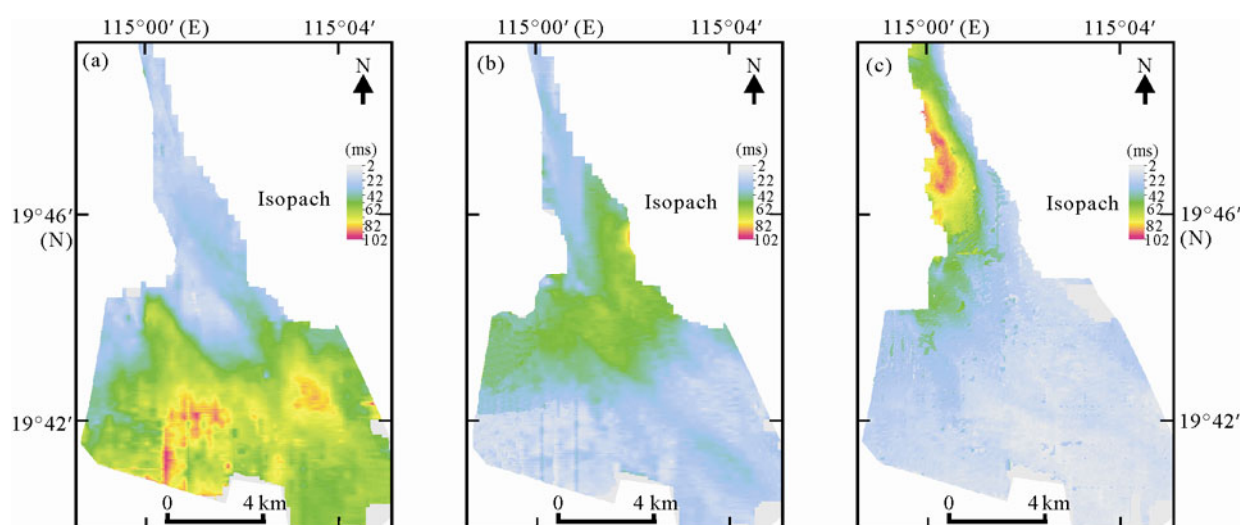 115°00′ (E) 115°04′
115°00′ (E) 115°04′
115°00′ (E) 115°04′
(a)
N
(ms)
-2
22
42
62
82
102
Isopach
19°46′
(N)
19°42′
0 4 km
(b)
N
(ms)
-2
22
42
62
82
102
Isopach
0 4 km
(c)
N
(ms)
-2
22
42
62
82
102
Isopach
19°46′
(N)
19°42′
0 4 km